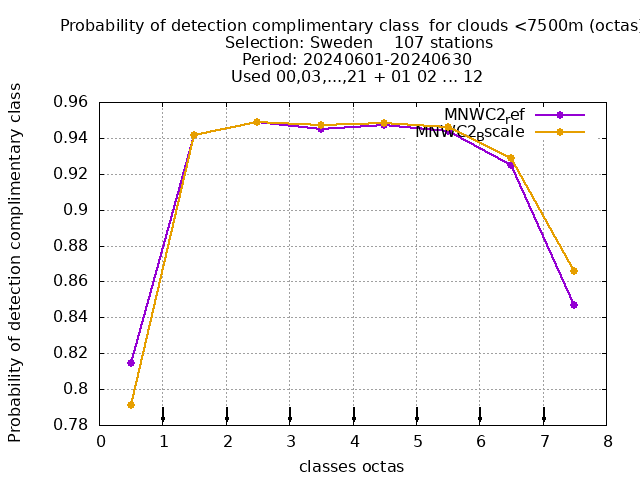 Probability of detection complimentary class  for clouds <7500m (octas)
Selection: Sweden    107 stations
Period: 20240601-20240630
Used 00,03,...,21 + 01 02 ... 12
Probability of detection complimentary class
0.96
0.94
0.92
0.9
0.88
0.86
0.84
0.82
0.8
0.78
MNWC2ref
MNWC2Bscale
0 1 2 3 4 5 6 7 8
classes octas